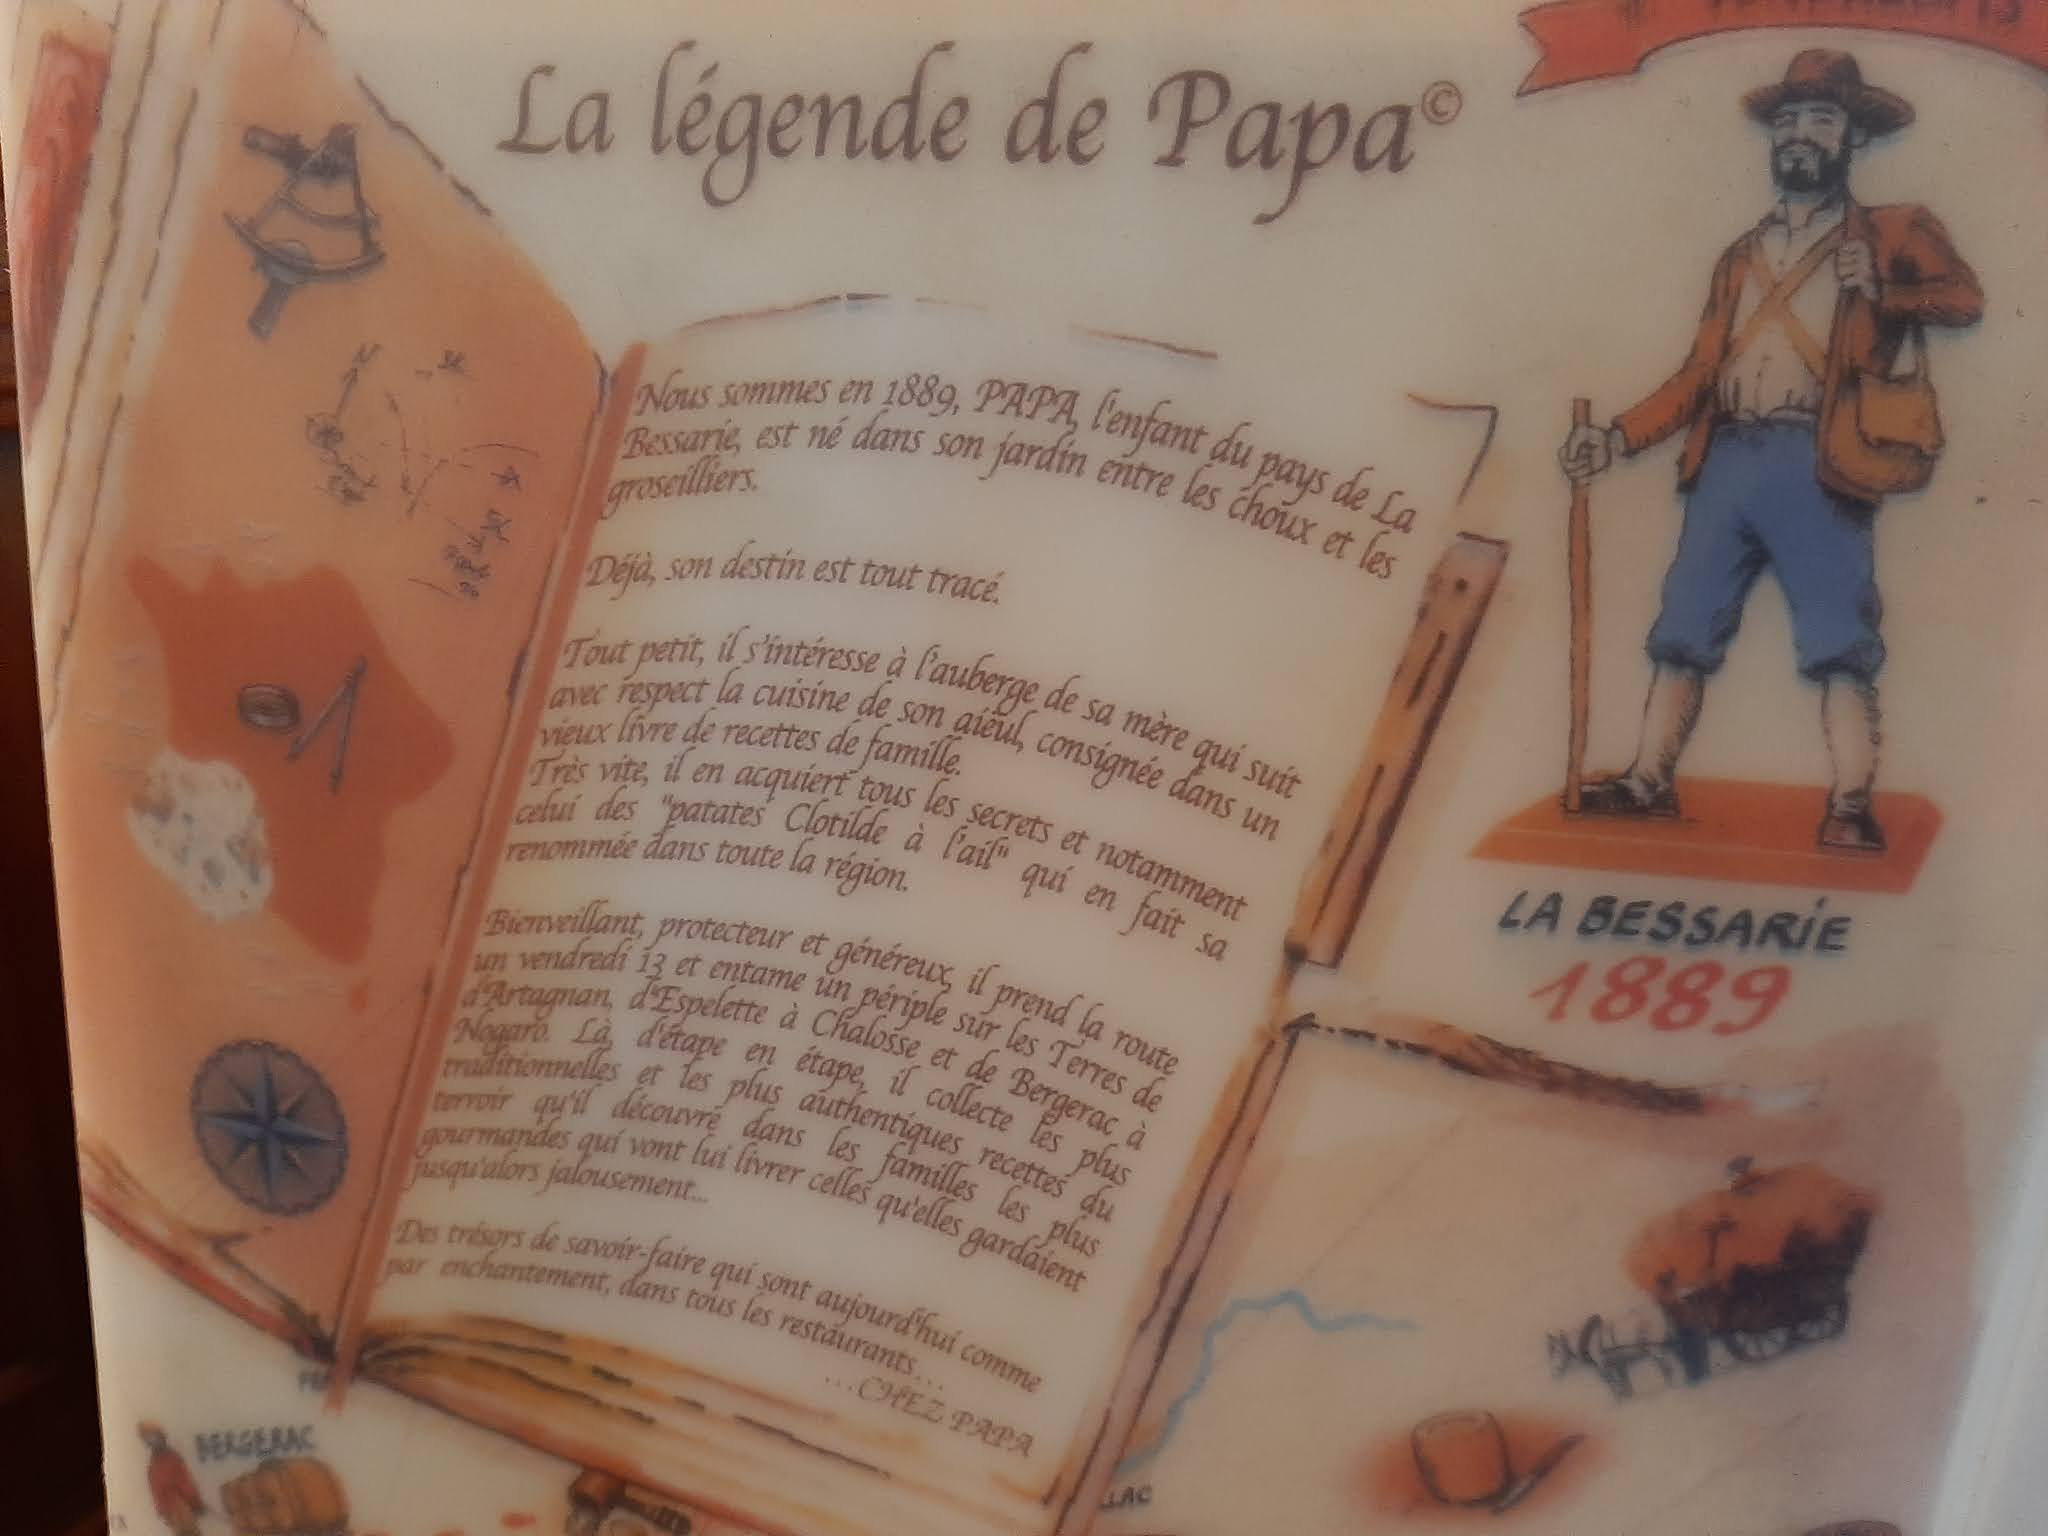 La légende de Papa©
Nous sommes en 1889, PAPA, l'enfant du pays de La
Bessarie, est né dans son jardin entre les choux et les
groseilliers.
Déjà, son destin est tout tracé.
Tout petit, il s'intéresse à l'auberge de sa mère qui suit
avec respect la cuisine de son aïeul, consignée dans un
vieux livre de recettes de famille.
Très vite, il en acquiert tous les secrets et notamment
celui des "patates Clotilde à l'ail" qui en fait sa
renommée dans toute la région.
Bienveillant, protecteur et généreux, il prend la route
un vendredi 13 et entame un périple sur les Terres de
d'Artagnan, d'Espelette à Chalosse et de Bergerac à
Nogaro. Là, d'étape en étape, il collecte les plus
traditionnelles et les plus authentiques recettes du
terroir qu'il découvre dans les familles les plus
gourmandes qui vont lui livrer celles qu'elles gardaient
jusqu'alors jalousement...
Des trésors de savoir-faire qui sont aujourd'hui comme
par enchantement, dans tous les restaurants...
...CHEZ PAPA
LA BESSARIE
1889
BERGERAC